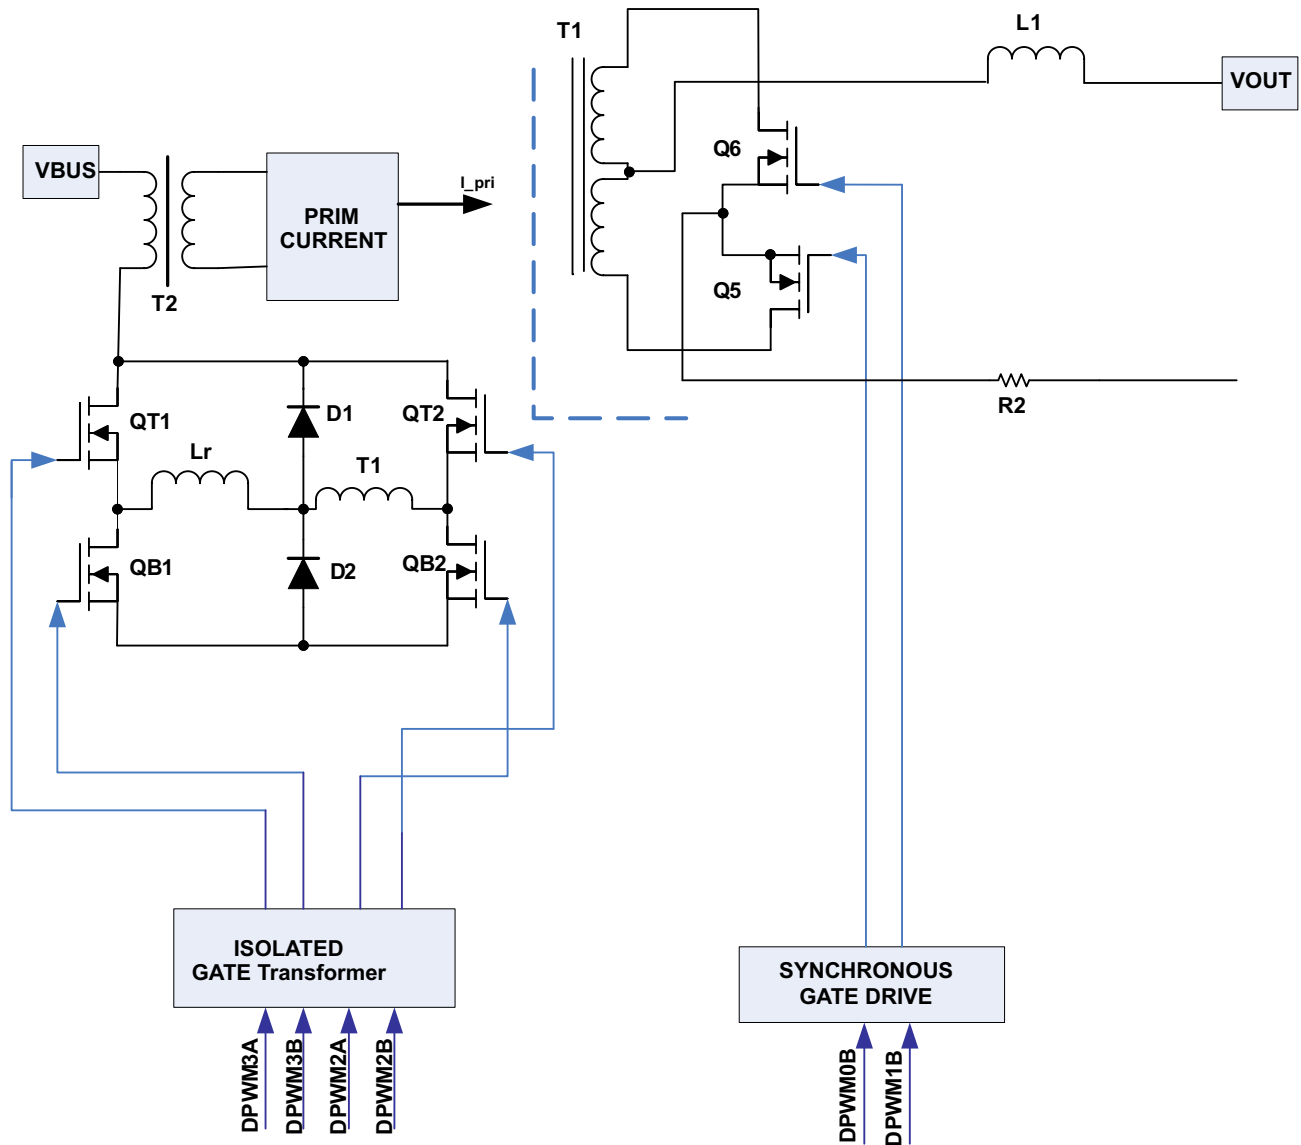 T1
L1
VOUT
VBUS
PRIM
CURRENT
I_pri
T2
Q6
Q5
R2
QT1
D1
QT2
Lr
T1
QB1
D2
QB2
ISOLATED
GATE Transformer
SYNCHRONOUS
GATE DRIVE
DPWM3A
DPWM3B
DPWM2A
DPWM2B
DPWM0B
DPWM1B